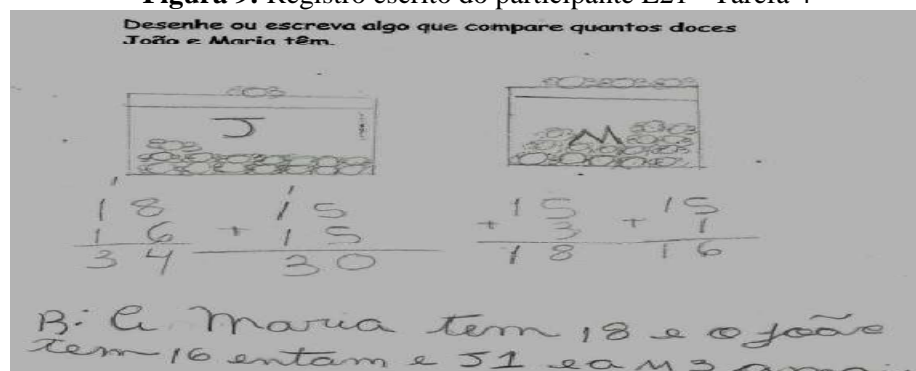 Figura 9: Registro escrito do participante E21 - Tarefa 4
Desenhe ou escreva algo que compare quantos doces
João e Maria têm.
J M
1 1
18 15 15 15
16 + 15 + 3 + 1
34 30 18 16
R: A Maria tem 18 e o João
tem 16 entam e J1 e a M3